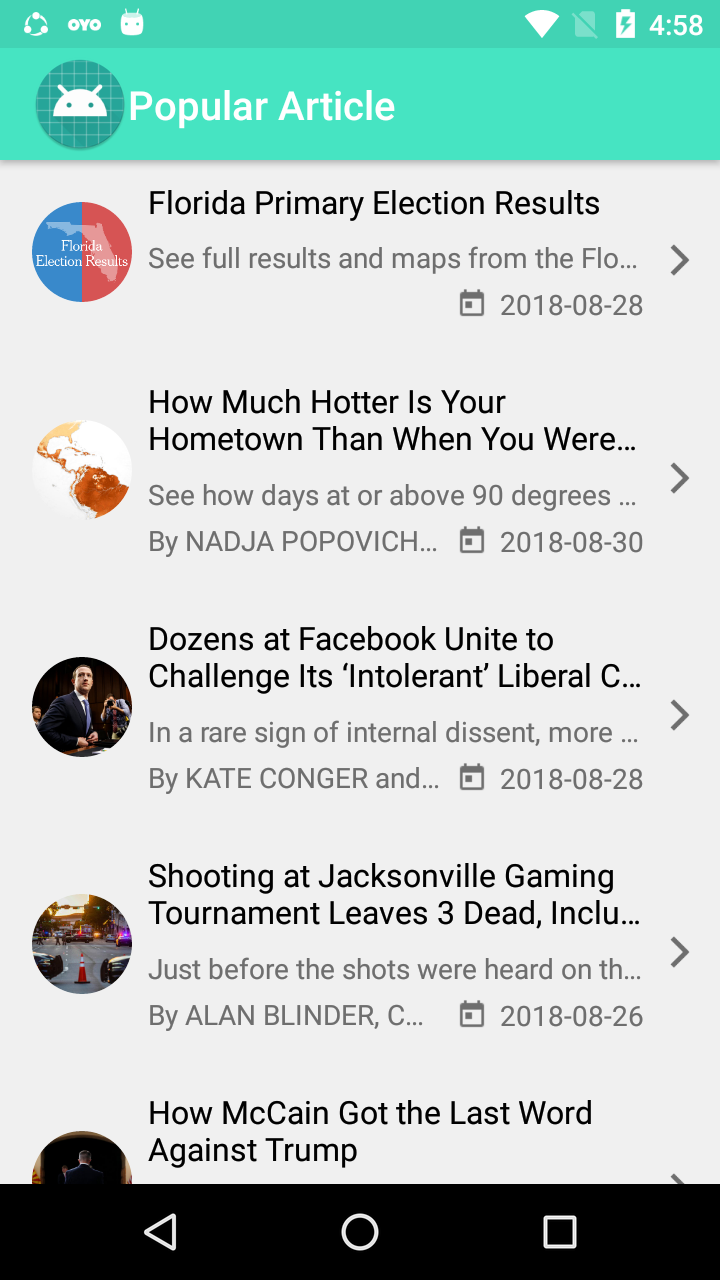 OYO
4:58
Popular Article
Florida Primary Election Results
Florida
Election Results
See full results and maps from the Flo...
2018-08-28
How Much Hotter Is Your
Hometown Than When You Were...
See how days at or above 90 degrees ...
By NADJA POPOVICH...
2018-08-30
Dozens at Facebook Unite to
Challenge Its ‘Intolerant’ Liberal C...
In a rare sign of internal dissent, more ...
By KATE CONGER and...
2018-08-28
Shooting at Jacksonville Gaming
Tournament Leaves 3 Dead, Inclu...
Just before the shots were heard on th...
By ALAN BLINDER, C...
2018-08-26
How McCain Got the Last Word
Against Trump